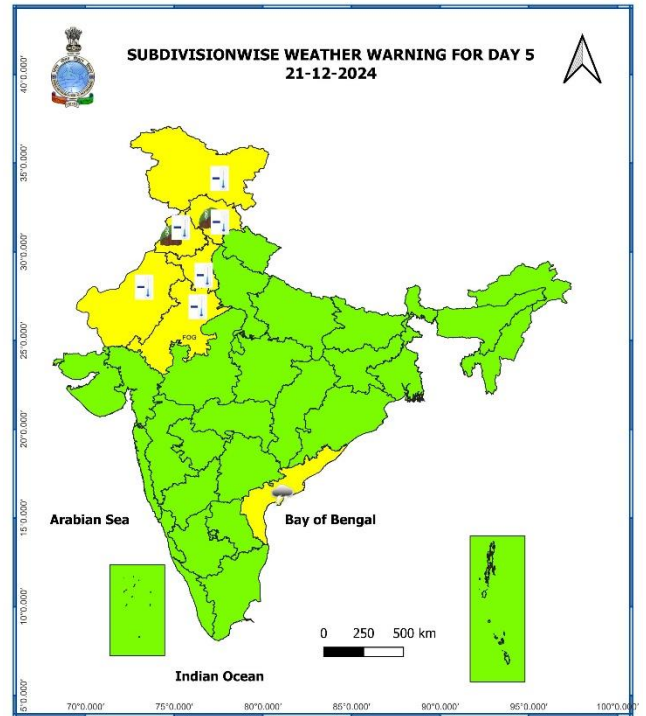 SUBDIVISIONWISE WEATHER WARNING FOR DAY 5
21-12-2024
40°0.000'
35°0.000'
30°0.000'
25°0.000'
20°0.000'
15°0.000'
10°0.000'
5°0.000'
FOG
Arabian Sea
Bay of Bengal
0 250 500 km
Indian Ocean
70°0.000' 75°0.000' 80°0.000' 85°0.000' 90°0.000' 95°0.000' 100°0.000'